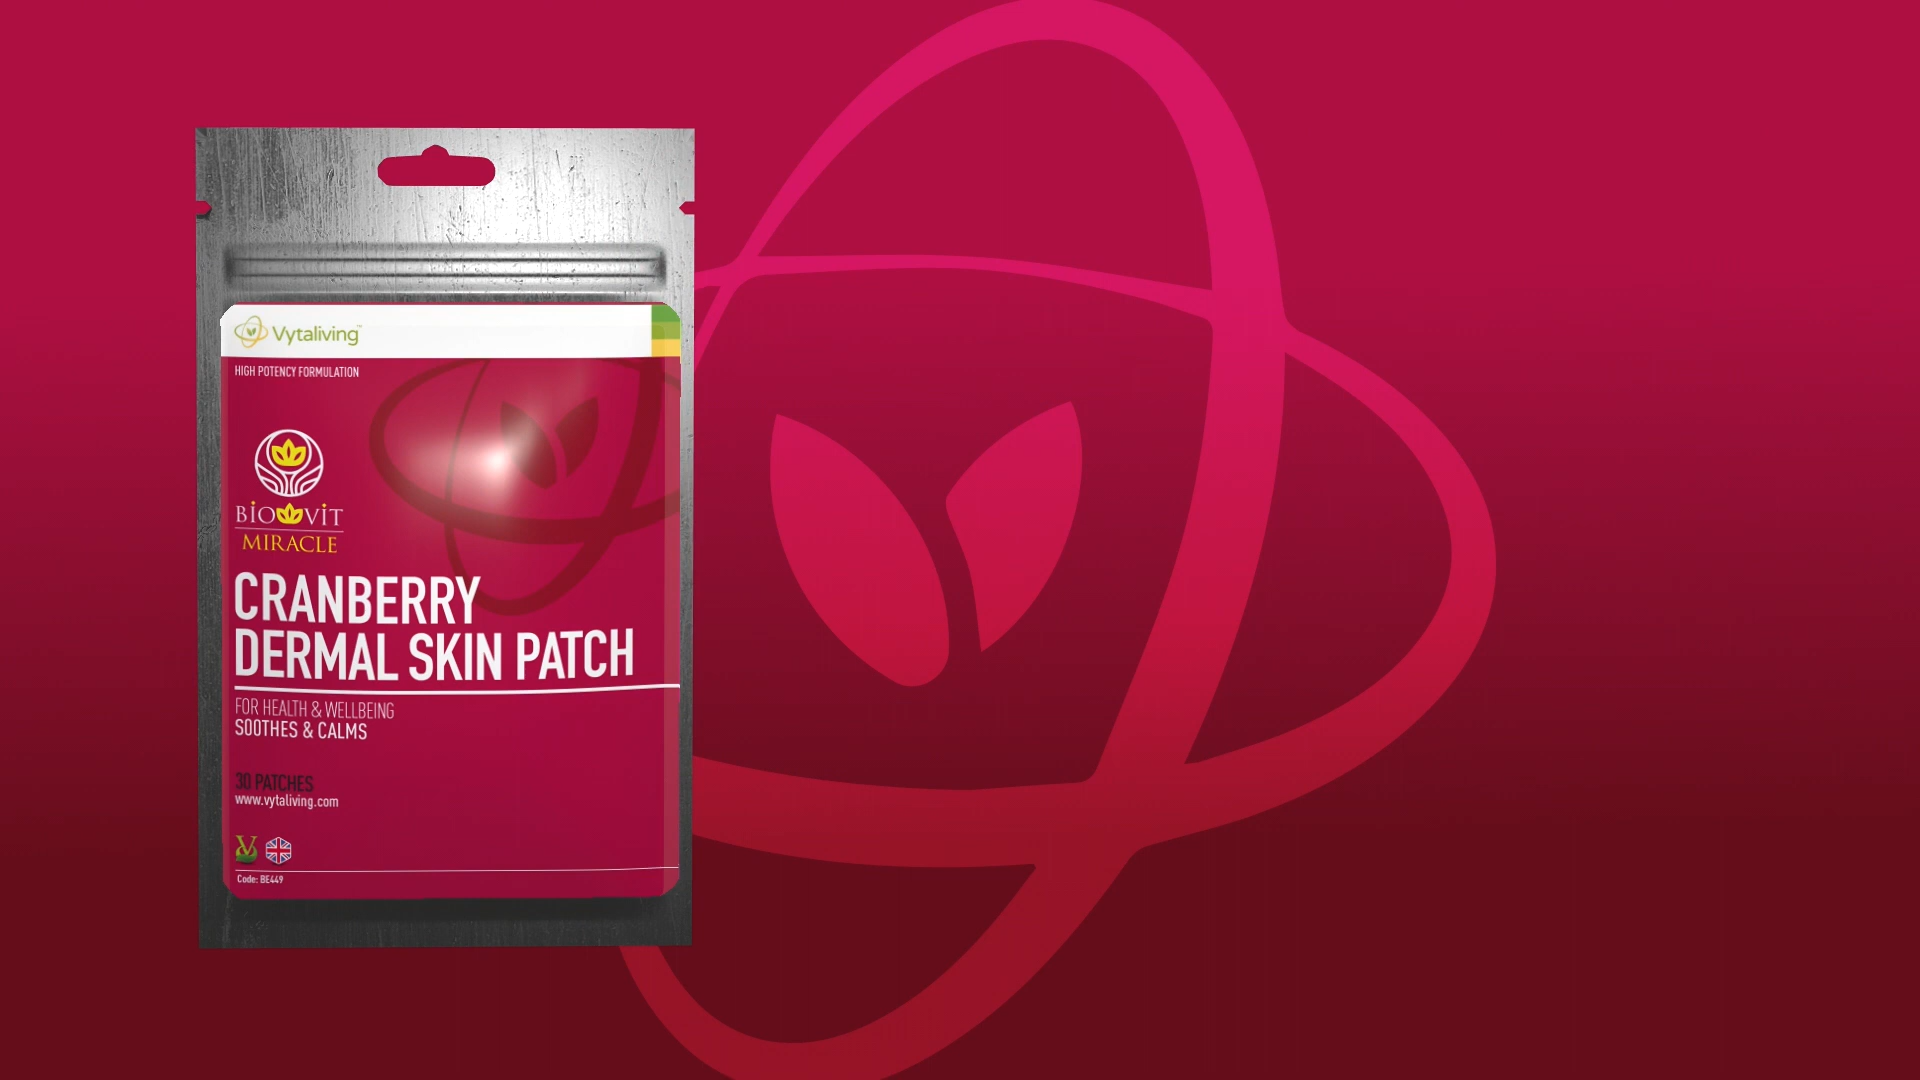 Vytaliving™
HIGH POTENCY FORMULATION
BIOVIT
MIRACLE
CRANBERRY
DERMAL SKIN PATCH
FOR HEALTH & WELLBEING
SOOTHES & CALMS
30 PATCHES
www.vytaliving.com
V
Code: BE449